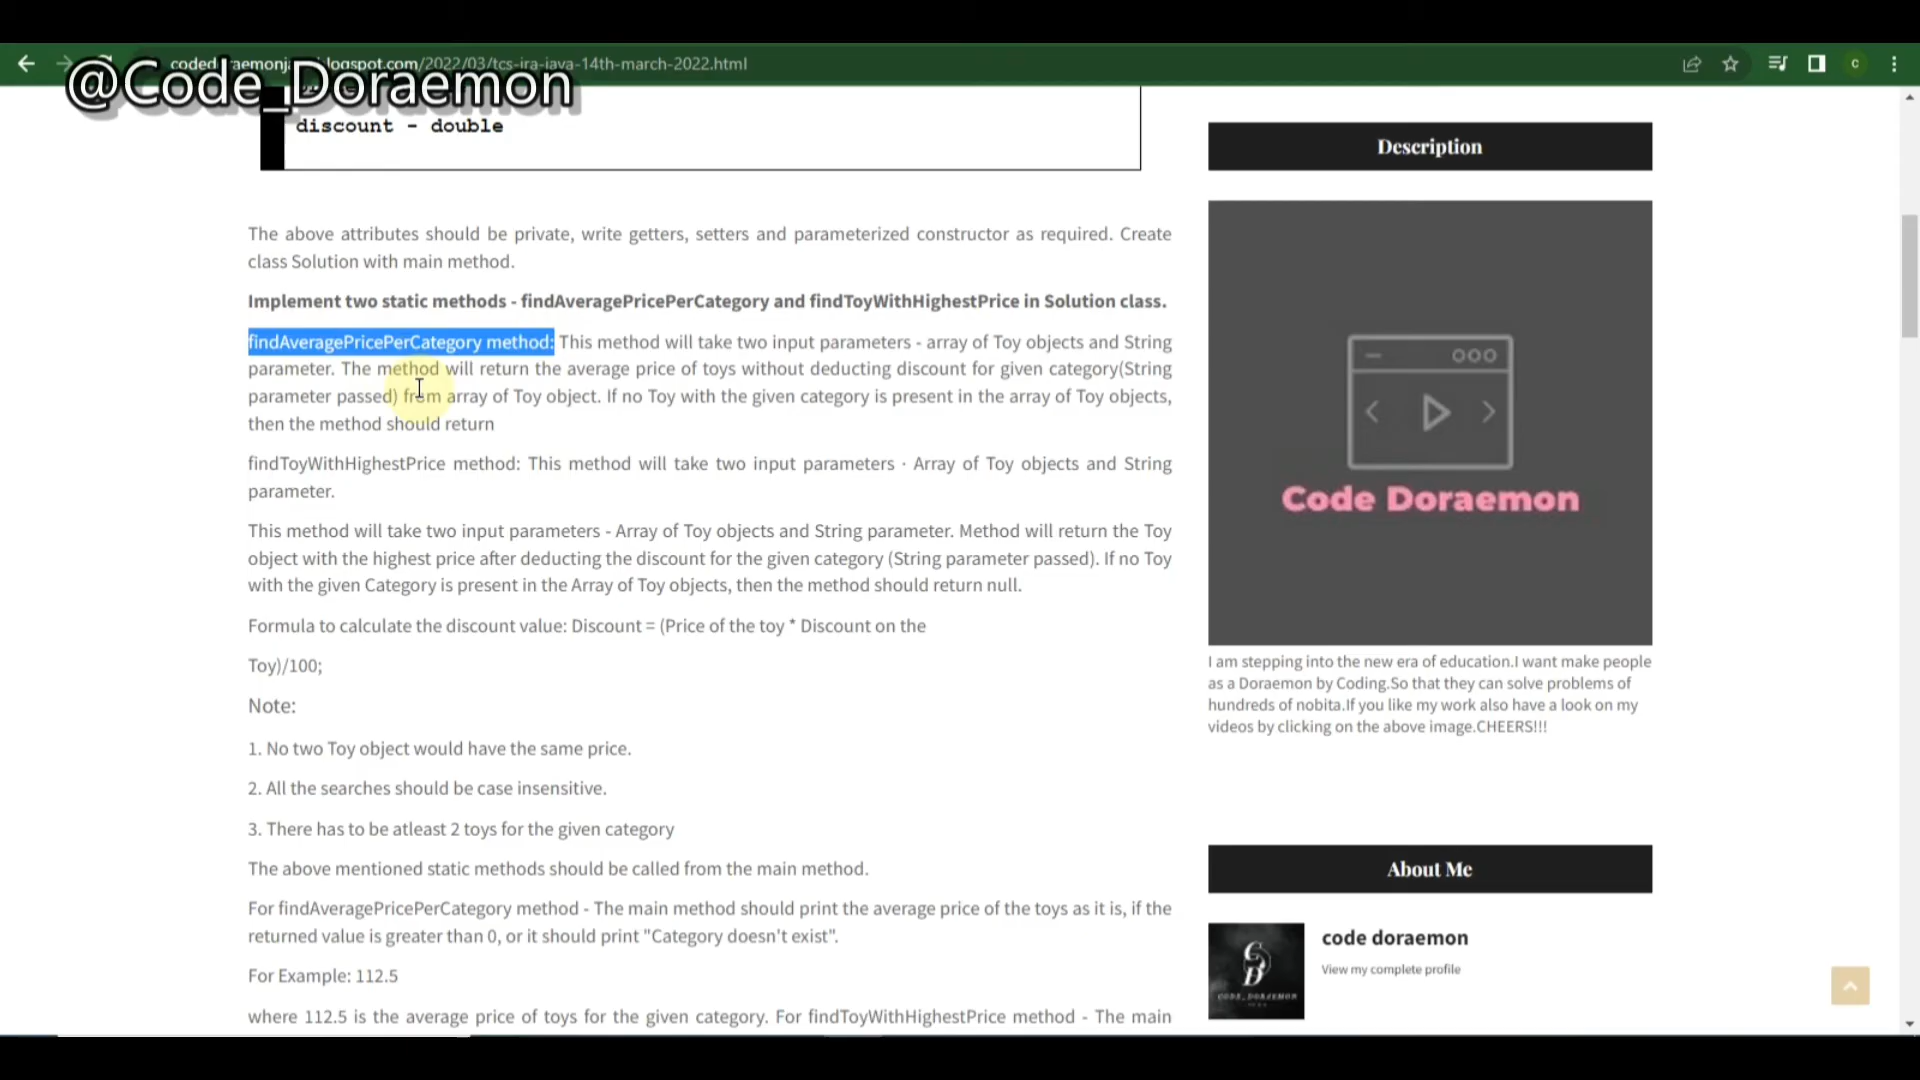 coded aemonj logspot.com/2022/03/tcs-ira-java-14th-march-2022.html
@Code_Doraemon
discount - double
The above attributes should be private, write getters, setters and parameterized constructor as required. Create
class Solution with main method.
Implement two static methods - findAveragePricePerCategory and findToyWithHighestPrice in Solution class.
findAveragePricePerCategory method: This method will take two input parameters - array of Toy objects and String
parameter. The method will return the average price of toys without deducting discount for given category(String
parameter passed) from array of Toy object. If no Toy with the given category is present in the array of Toy objects,
then the method should return
findToyWithHighestPrice method: This method will take two input parameters · Array of Toy objects and String
parameter.
This method will take two input parameters - Array of Toy objects and String parameter. Method will return the Toy
object with the highest price after deducting the discount for the given category (String parameter passed). If no Toy
with the given Category is present in the Array of Toy objects, then the method should return null.
Formula to calculate the discount value: Discount = (Price of the toy * Discount on the
Toy)/100;
Note:
1. No two Toy object would have the same price.
2. All the searches should be case insensitive.
3. There has to be atleast 2 toys for the given category
The above mentioned static methods should be called from the main method.
For findAveragePricePerCategory method - The main method should print the average price of the toys as it is, if the
returned value is greater than 0, or it should print "Category doesn't exist".
For Example: 112.5
where 112.5 is the average price of toys for the given category. For findToyWithHighestPrice method - The main
Description
Code Doraemon
I am stepping into the new era of education.I want make people
as a Doraemon by Coding.So that they can solve problems of
hundreds of nobita.If you like my work also have a look on my
videos by clicking on the above image.CHEERS!!!
About Me
CODE_DORAEMON
code doraemon
View my complete profile
c